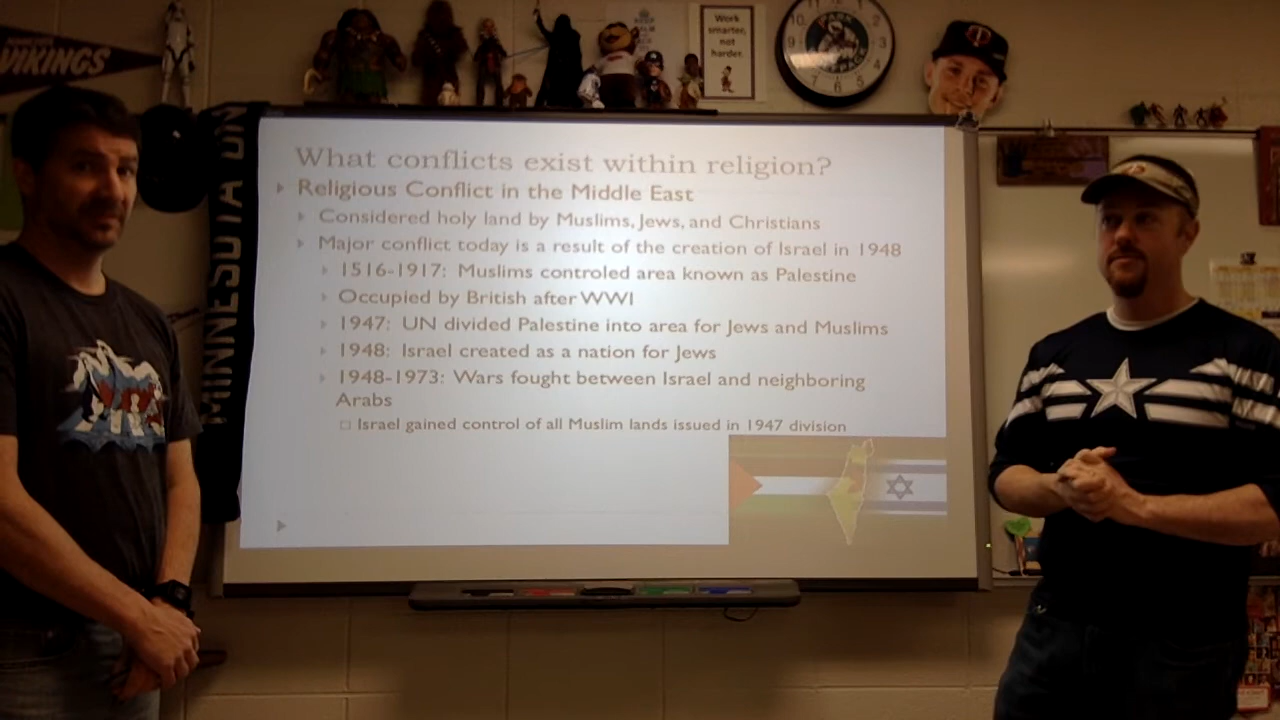 VIKINGS
Work
smarter,
not
harder.
PARK
MINNESOTA UN
What conflicts exist within religion?
Religious Conflict in the Middle East
Considered holy land by Muslims, Jews, and Christians
Major conflict today is a result of the creation of Israel in 1948
1516-1917: Muslims controled area known as Palestine
Occupied by British after WWI
1947: UN divided Palestine into area for Jews and Muslims
1948: Israel created as a nation for Jews
1948-1973: Wars fought between Israel and neighboring
Arabs
Israel gained control of all Muslim lands issued in 1947 division